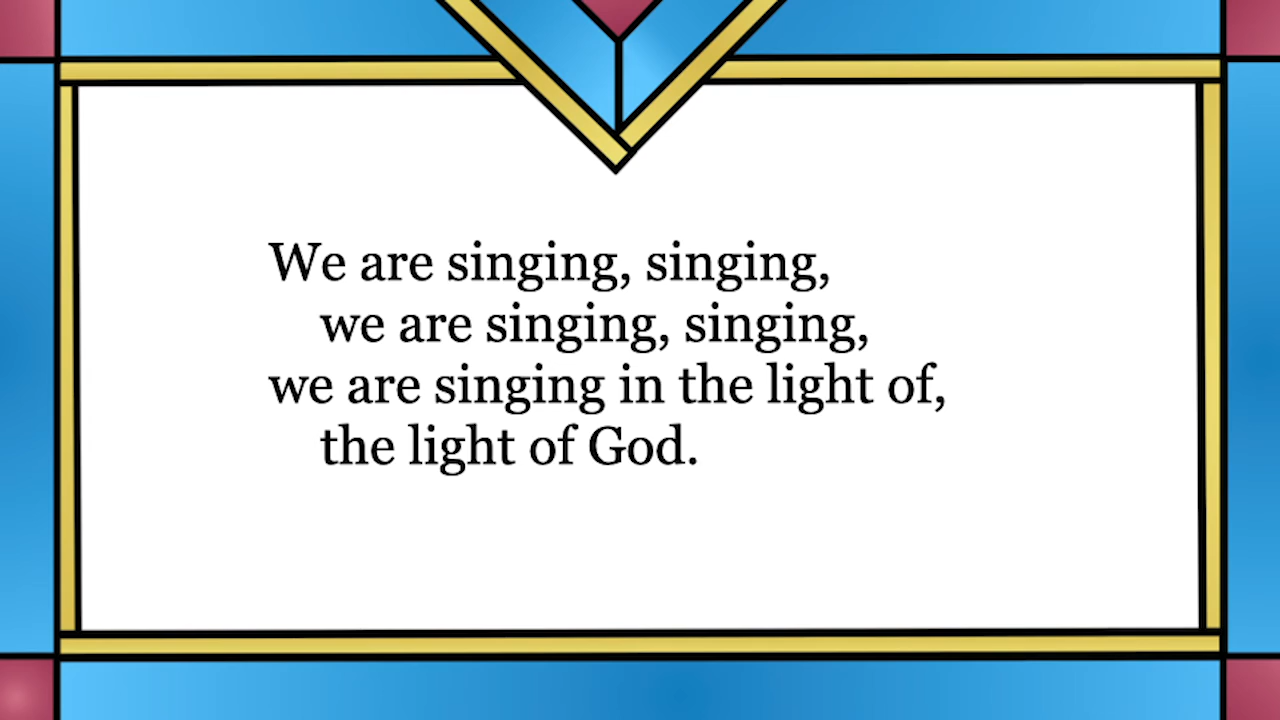 We are singing, singing,
we are singing, singing,
we are singing in the light of,
the light of God.